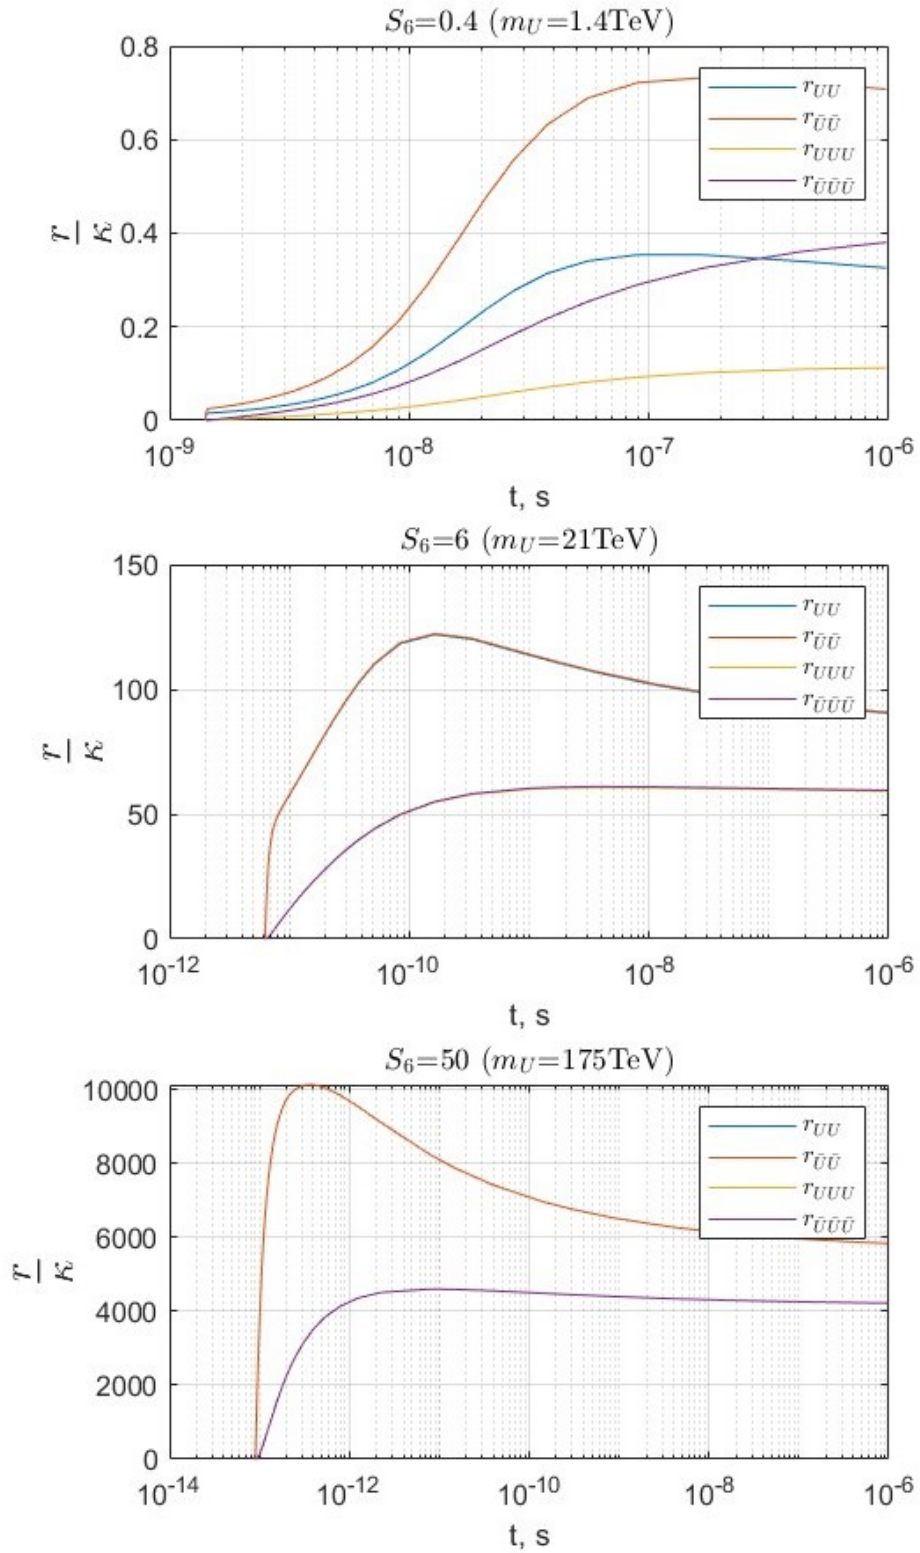 S₆=0.4 (m_U=1.4TeV)
0.8
0.6
0.4
0.2
0
r/κ
r_UU
r_ŪŪ
r_UUU
r_ŪŪŪ
10⁻⁹ 10⁻⁸ 10⁻⁷ 10⁻⁶
t, s
S₆=6 (m_U=21TeV)
150
100
50
0
r/κ
r_UU
r_ŪŪ
r_UUU
r_ŪŪŪ
10⁻¹² 10⁻¹⁰ 10⁻⁸ 10⁻⁶
t, s
S₆=50 (m_U=175TeV)
10000
8000
6000
4000
2000
0
r/κ
r_UU
r_ŪŪ
r_UUU
r_ŪŪŪ
10⁻¹⁴ 10⁻¹² 10⁻¹⁰ 10⁻⁸ 10⁻⁶
t, s